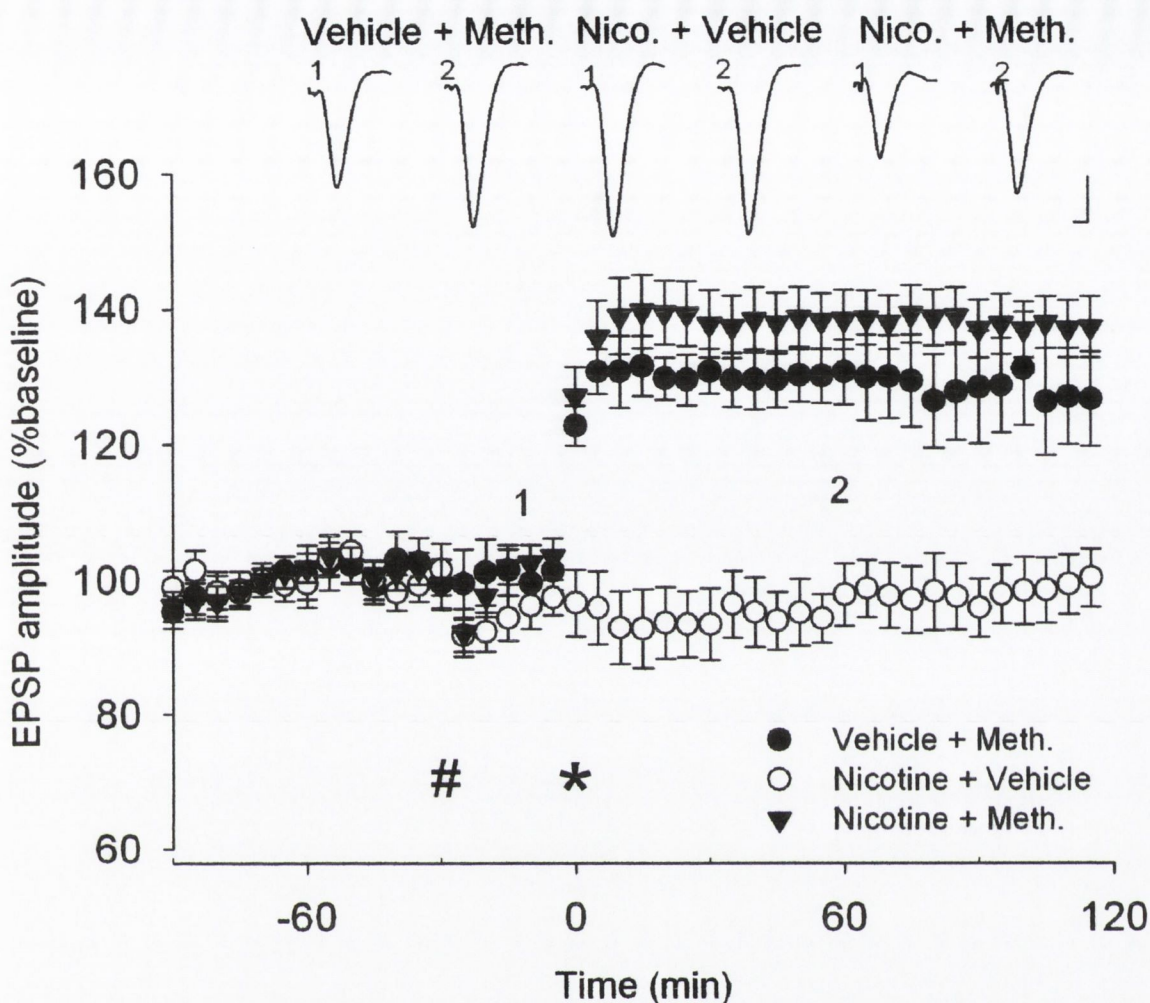 Vehicle + Meth. Nico. + Vehicle Nico. + Meth.
1 2 1 2 1 2
160
140
120
100
80
60
EPSP amplitude (%baseline)
1 2
# *
Vehicle + Meth.
Nicotine + Vehicle
Nicotine + Meth.
-60 0 60 120
Time (min)